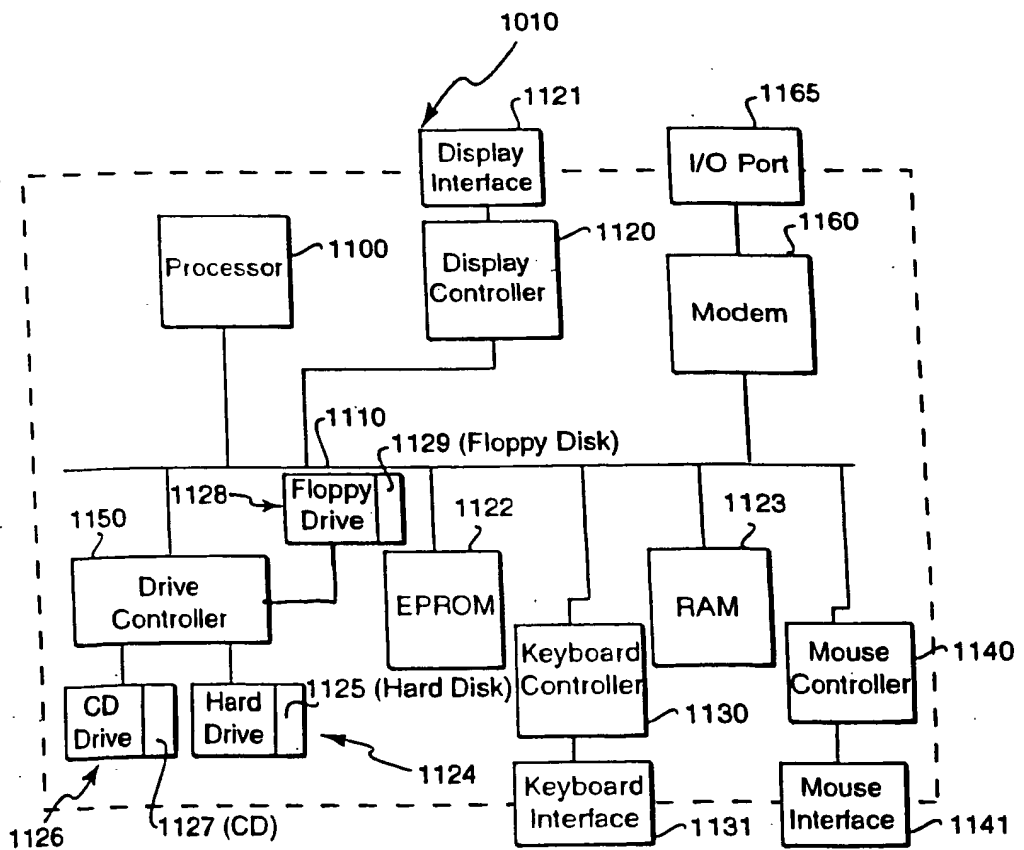 1010
1121
1165
Display
Interface
I/O Port
1120
1160
1100
Processor
Display
Controller
Modem
1110
1129 (Floppy Disk)
1128
Floppy
Drive
1122
1123
1150
Drive
Controller
EPROM
RAM
Keyboard
Controller
Mouse
Controller
1140
1125 (Hard Disk)
CD
Drive
Hard
Drive
1130
1124
Keyboard
Interface
Mouse
Interface
1126
1127 (CD)
1131
1141